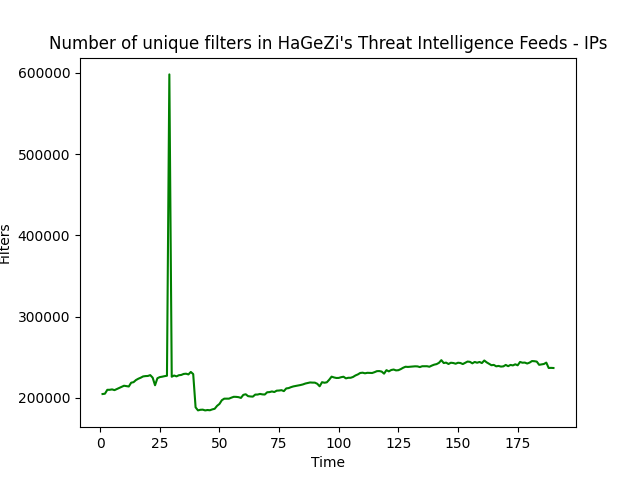 Number of unique filters in HaGeZi's Threat Intelligence Feeds - IPs
600000
500000
400000
300000
200000
Filters
0 25 50 75 100 125 150 175
Time